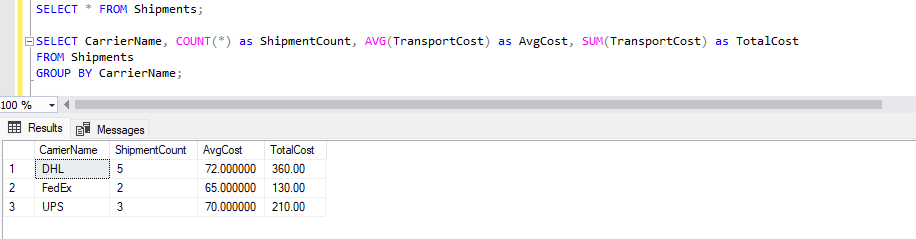 SELECT * FROM Shipments;
SELECT CarrierName, COUNT(*) as ShipmentCount, AVG(TransportCost) as AvgCost, SUM(TransportCost) as TotalCost
FROM Shipments
GROUP BY CarrierName;
100 %
Results Messages
CarrierName ShipmentCount AvgCost TotalCost
1 DHL 5 72.000000 360.00
2 FedEx 2 65.000000 130.00
3 UPS 3 70.000000 210.00